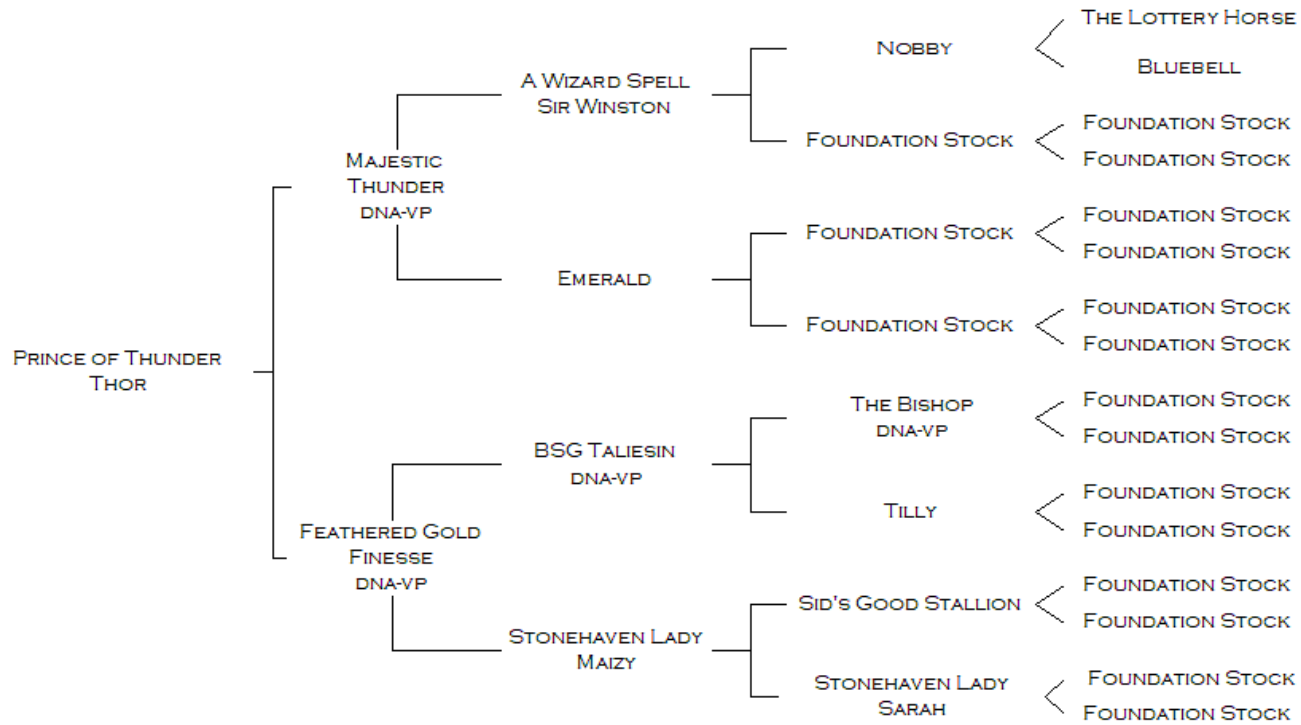 The Lottery Horse
Nobby
Bluebell
A Wizard Spell
Sir Winston
Foundation Stock
Foundation Stock
Foundation Stock
Majestic
Thunder
DNA-VP
Foundation Stock
Foundation Stock
Foundation Stock
Emerald
Foundation Stock
Foundation Stock
Foundation Stock
Prince of Thunder
Thor
Foundation Stock
The Bishop
DNA-VP
Foundation Stock
BSG Taliesin
DNA-VP
Foundation Stock
Tilly
Foundation Stock
Feathered Gold
Finesse
DNA-VP
Foundation Stock
Sid's Good Stallion
Foundation Stock
Stonehaven Lady
Maizy
Foundation Stock
Stonehaven Lady
Sarah
Foundation Stock